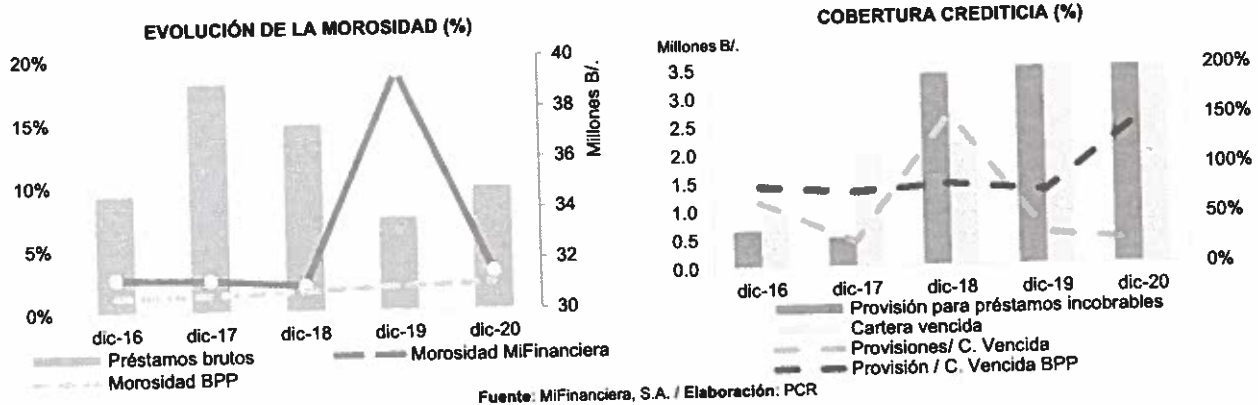 EVOLUCIÓN DE LA MOROSIDAD (%)
20%
15%
10%
5%
0%
40
38
36
34
32
30
Millones B/.
dic-16 dic-17 dic-18 dic-19 dic-20
Préstamos brutos
Morosidad MiFinanciera
Morosidad BPP
COBERTURA CREDITICIA (%)
Millones B/.
3.5
3.0
2.5
2.0
1.5
1.0
0.5
0.0
200%
150%
100%
50%
0%
dic-16 dic-17 dic-18 dic-19 dic-20
Provisión para préstamos incobrables
Cartera vencida
Provisiones/ C. Vencida
Provisión / C. Vencida BPP
Fuente: MiFinanciera, S.A. / Elaboración: PCR